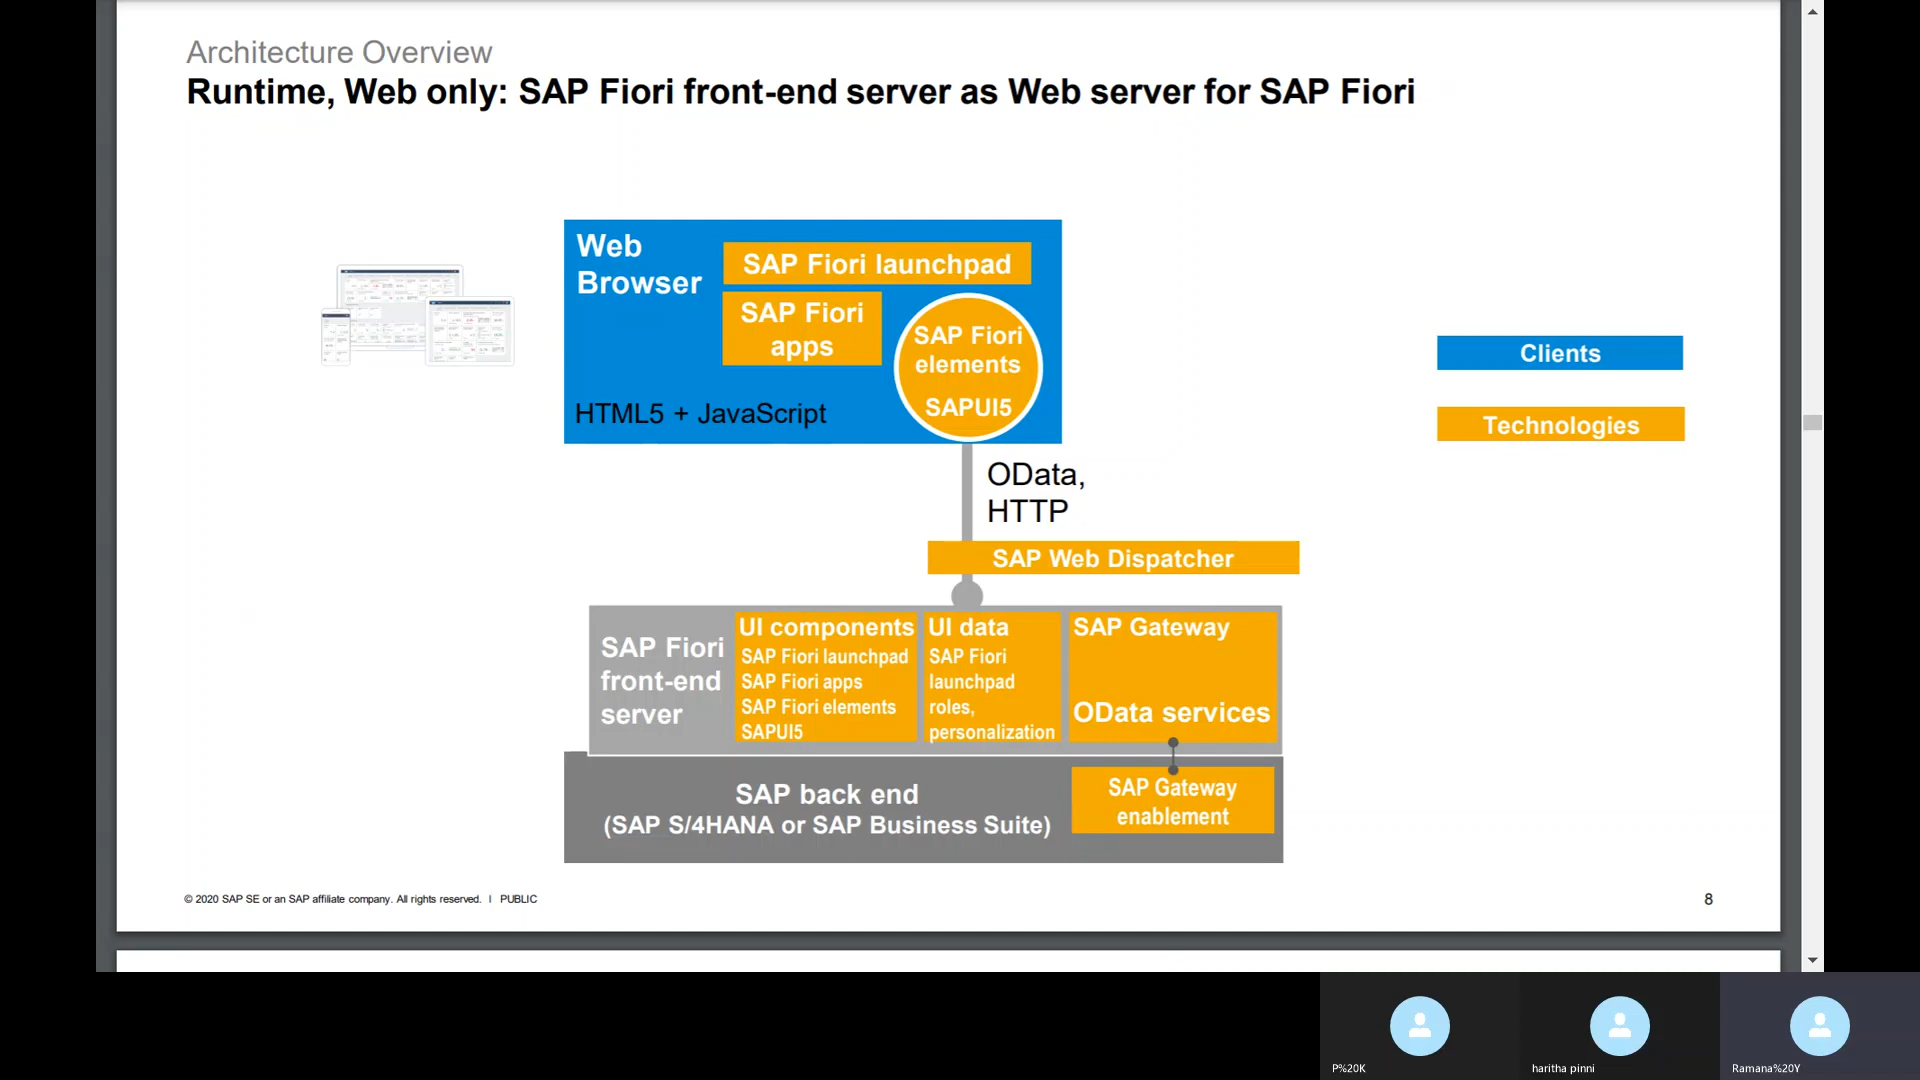 Architecture Overview
Runtime, Web only: SAP Fiori front-end server as Web server for SAP Fiori
Web
Browser
SAP Fiori launchpad
SAP Fiori
apps
SAP Fiori
elements
SAPUI5
HTML5 + JavaScript
Clients
Technologies
OData,
HTTP
SAP Web Dispatcher
SAP Fiori
front-end
server
UI components
SAP Fiori launchpad
SAP Fiori apps
SAP Fiori elements
SAPUI5
UI data
SAP Fiori
launchpad
roles,
personalization
SAP Gateway
OData services
SAP back end
(SAP S/4HANA or SAP Business Suite)
SAP Gateway
enablement
© 2020 SAP SE or an SAP affiliate company. All rights reserved. I PUBLIC
8
P%20K
haritha pinni
Ramana%20Y